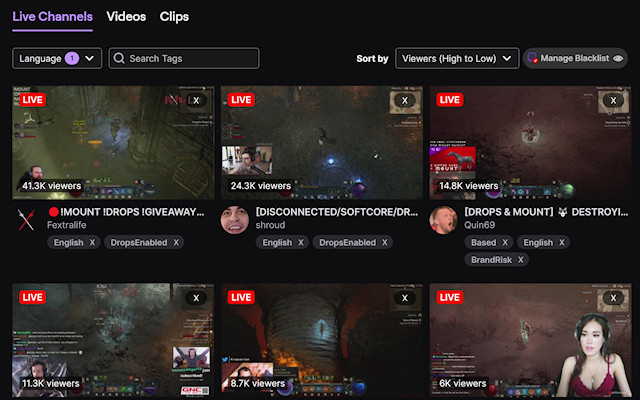 Live Channels Videos Clips
Language 1 Search Tags Sort by Viewers (High to Low) Manage Blacklist
LIVE X LIVE X LIVE X
MOUNT
MOUNT!
41.3K viewers 24.3K viewers 14.8K viewers
!MOUNT !DROPS !GIVEAWAY... [DISCONNECTED/SOFTCORE/DR... [DROPS & MOUNT] DESTROYI...
Fextralife shroud Quin69
English X DropsEnabled X English X DropsEnabled X Based X English X
BrandRisk X
LIVE X LIVE X LIVE X
GNC
11.3K viewers 8.7K viewers 6K viewers